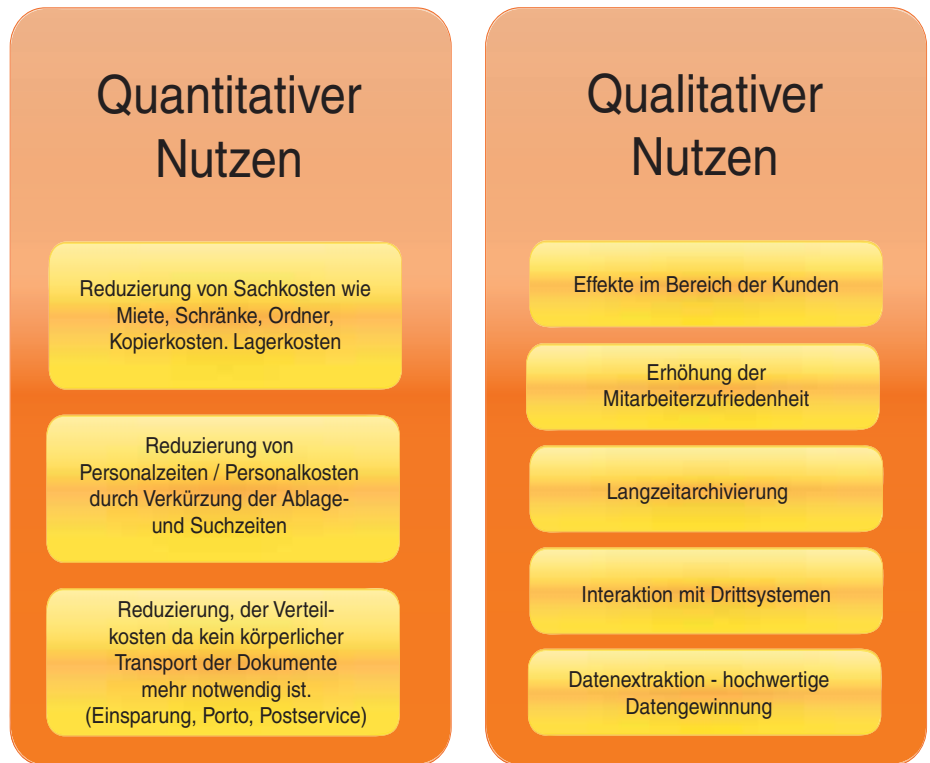 Quantitativer
Nutzen
Reduzierung von Sachkosten wie
Miete, Schränke, Ordner,
Kopierkosten. Lagerkosten
Reduzierung von
Personalzeiten / Personalkosten
durch Verkürzung der Ablage-
und Suchzeiten
Reduzierung, der Verteil-
kosten da kein körperlicher
Transport der Dokumente
mehr notwendig ist.
(Einsparung, Porto, Postservice)
Qualitativer
Nutzen
Effekte im Bereich der Kunden
Erhöhung der
Mitarbeiterzufriedenheit
Langzeitarchivierung
Interaktion mit Drittsystemen
Datenextraktion - hochwertige
Datengewinnung